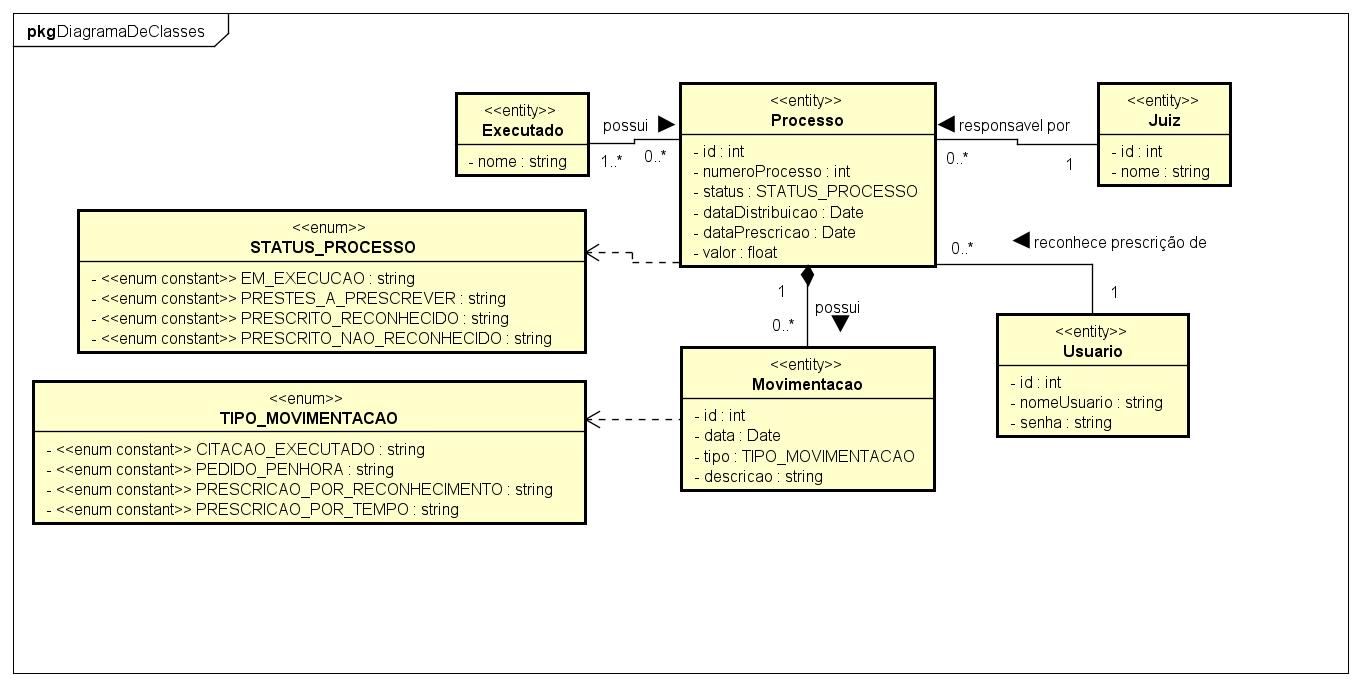 pkg DiagramaDeClasses
<<entity>>
Executado
- nome : string
possui
1..*
0..*
<<entity>>
Processo
- id : int
- numeroProcesso : int
- status : STATUS_PROCESSO
- dataDistribuicao : Date
- dataPrescricao : Date
- valor : float
responsavel por
0..*
1
<<entity>>
Juiz
- id : int
- nome : string
<<enum>>
STATUS_PROCESSO
- <<enum constant>> EM_EXECUCAO : string
- <<enum constant>> PRESTES_A_PRESCREVER : string
- <<enum constant>> PRESCRITO_RECONHECIDO : string
- <<enum constant>> PRESCRITO_NAO_RECONHECIDO : string
0..*
reconhece prescrição de
1
1
possui
0..*
<<entity>>
Usuario
- id : int
- nomeUsuario : string
- senha : string
<<entity>>
Movimentacao
- id : int
- data : Date
- tipo : TIPO_MOVIMENTACAO
- descricao : string
<<enum>>
TIPO_MOVIMENTACAO
- <<enum constant>> CITACAO_EXECUTADO : string
- <<enum constant>> PEDIDO_PENHORA : string
- <<enum constant>> PRESCRICAO_POR_RECONHECIMENTO : string
- <<enum constant>> PRESCRICAO_POR_TEMPO : string